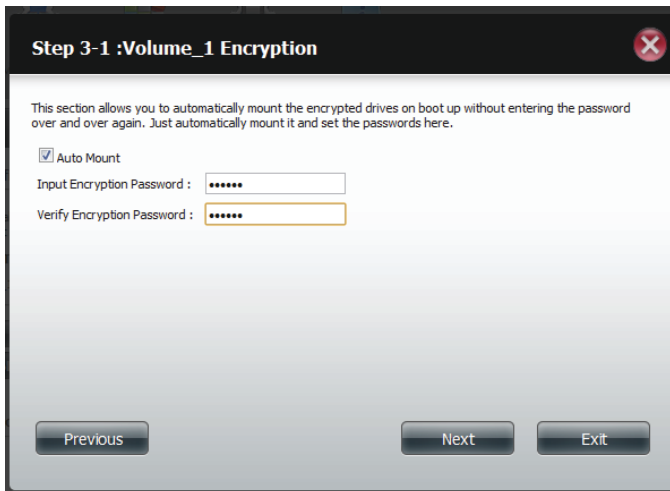 Step 3-1 :Volume_1 Encryption
This section allows you to automatically mount the encrypted drives on boot up without entering the password
over and over again. Just automatically mount it and set the passwords here.
Auto Mount
Input Encryption Password : ••••••
Verify Encryption Password : ••••••
Previous Next Exit